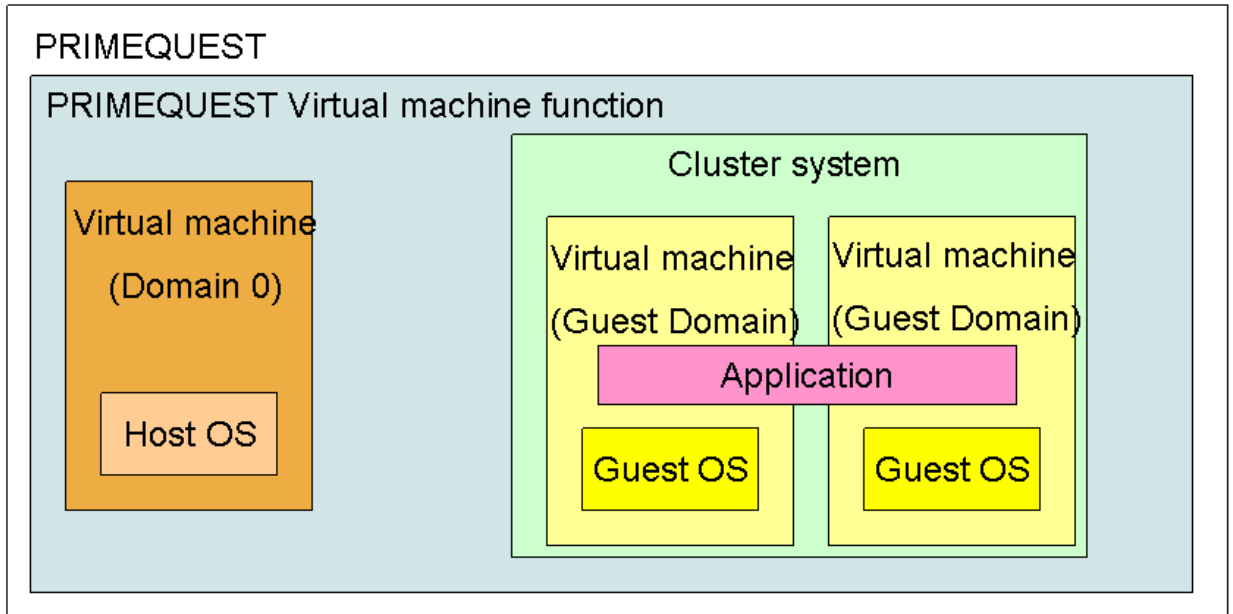 PRIMEQUEST
PRIMEQUEST Virtual machine function
Cluster system
Virtual machine
(Domain 0)
Host OS
Virtual machine
(Guest Domain)
Virtual machine
(Guest Domain)
Application
Guest OS
Guest OS